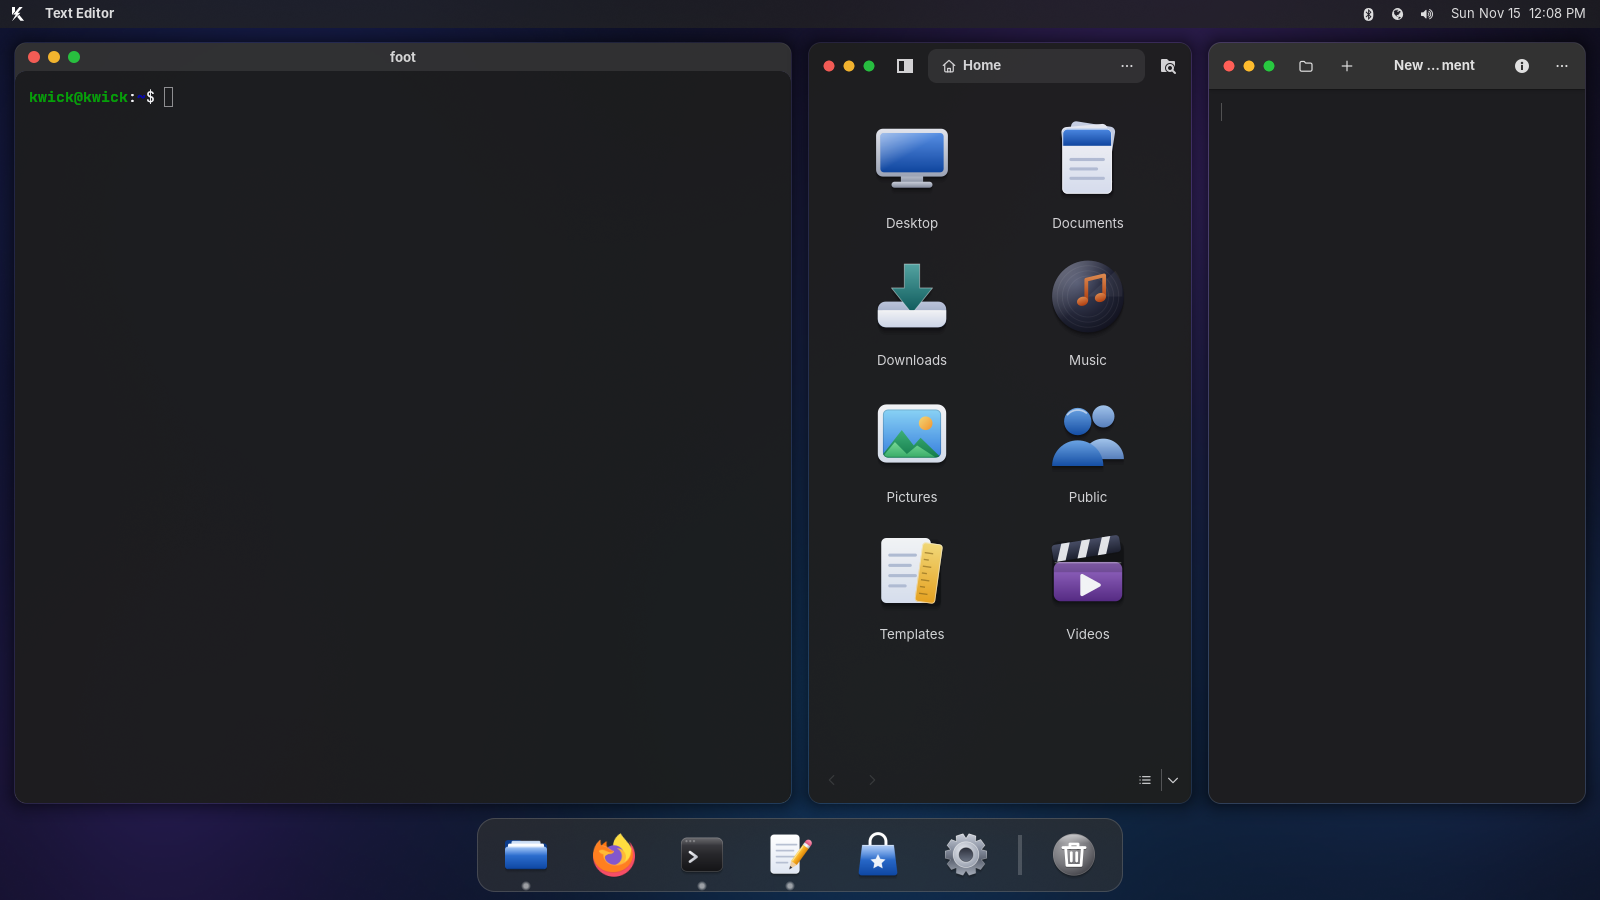 Text Editor
Sun Nov 15 12:08 PM
foot
kwick@kwick: $
Home
New ... ment
Desktop
Documents
Downloads
Music
Pictures
Public
Templates
Videos